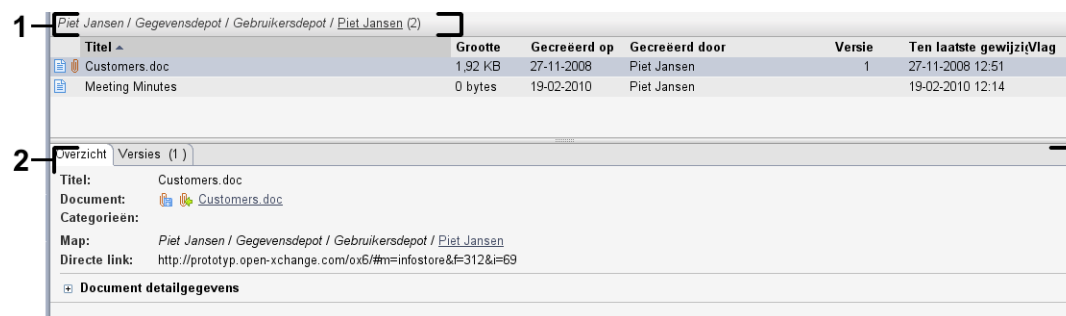 1
Piet Jansen / Gegevensdepot / Gebruikersdepot / Piet Jansen (2)
Titel Grootte Gecreëerd op Gecreëerd door Versie Ten laatste gewijzig Vlag
Customers.doc 1,92 KB 27-11-2008 Piet Jansen 1 27-11-2008 12:51
Meeting Minutes 0 bytes 19-02-2010 Piet Jansen 19-02-2010 12:14
2
Overzicht Versies (1)
Titel: Customers.doc
Document: Customers.doc
Categorieën:
Map: Piet Jansen / Gegevensdepot / Gebruikersdepot / Piet Jansen
Directe link: http://prototyp.open-xchange.com/ox6/#m=infostore&f=312&i=69
Document detailgegevens